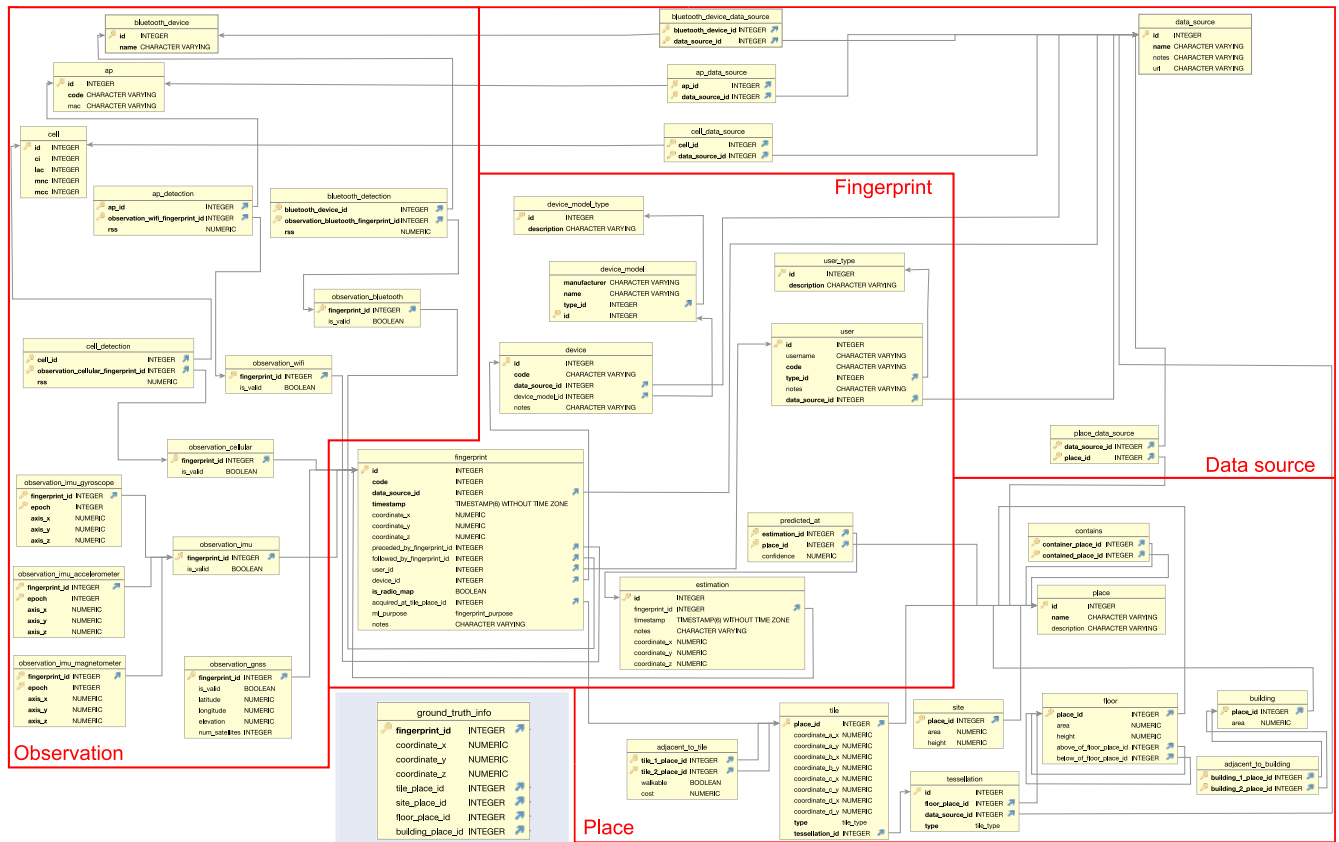 bluetooth_device
id INTEGER
name CHARACTER VARYING
bluetooth_device_data_source
bluetooth_device_id INTEGER
data_source_id INTEGER
data_source
id INTEGER
name CHARACTER VARYING
notes CHARACTER VARYING
url CHARACTER VARYING
ap
id INTEGER
code CHARACTER VARYING
mac CHARACTER VARYING
ap_data_source
ap_id INTEGER
data_source_id INTEGER
cell
id INTEGER
ci INTEGER
lac INTEGER
mnc INTEGER
mcc INTEGER
cell_data_source
cell_id INTEGER
data_source_id INTEGER
ap_detection
ap_id INTEGER
observation_wifi_fingerprint_id INTEGER
rss NUMERIC
bluetooth_detection
bluetooth_device_id INTEGER
observation_bluetooth_fingerprint_id INTEGER
rss NUMERIC
Fingerprint
device_model_type
id INTEGER
description CHARACTER VARYING
device_model
manufacturer CHARACTER VARYING
name CHARACTER VARYING
type_id INTEGER
id INTEGER
user_type
id INTEGER
description CHARACTER VARYING
observation_bluetooth
fingerprint_id INTEGER
is_valid BOOLEAN
user
id INTEGER
username CHARACTER VARYING
code CHARACTER VARYING
type_id INTEGER
notes CHARACTER VARYING
data_source_id INTEGER
cell_detection
cell_id INTEGER
observation_cellular_fingerprint_id INTEGER
rss NUMERIC
observation_wifi
fingerprint_id INTEGER
is_valid BOOLEAN
device
id INTEGER
code CHARACTER VARYING
data_source_id INTEGER
device_model_id INTEGER
notes CHARACTER VARYING
place_data_source
data_source_id INTEGER
place_id INTEGER
Data source
observation_cellular
fingerprint_id INTEGER
is_valid BOOLEAN
fingerprint
id INTEGER
code INTEGER
data_source_id INTEGER
timestamp TIMESTAMP(6) WITHOUT TIME ZONE
coordinate_x NUMERIC
coordinate_y NUMERIC
coordinate_z NUMERIC
preceded_by_fingerprint_id INTEGER
followed_by_fingerprint_id INTEGER
user_id INTEGER
device_id INTEGER
is_radio_map BOOLEAN
acquired_at_tile_place_id INTEGER
ml_purpose fingerprint_purpose
notes CHARACTER VARYING
observation_imu_gyroscope
fingerprint_id INTEGER
epoch INTEGER
axis_x NUMERIC
axis_y NUMERIC
axis_z NUMERIC
observation_imu
fingerprint_id INTEGER
is_valid BOOLEAN
predicted_at
estimation_id INTEGER
place_id INTEGER
confidence NUMERIC
contains
container_place_id INTEGER
contained_place_id INTEGER
observation_imu_accelerometer
fingerprint_id INTEGER
epoch INTEGER
axis_x NUMERIC
axis_y NUMERIC
axis_z NUMERIC
estimation
id INTEGER
fingerprint_id INTEGER
timestamp TIMESTAMP(6) WITHOUT TIME ZONE
notes CHARACTER VARYING
coordinate_x NUMERIC
coordinate_y NUMERIC
coordinate_z NUMERIC
place
id INTEGER
name CHARACTER VARYING
description CHARACTER VARYING
observation_imu_magnetometer
fingerprint_id INTEGER
epoch INTEGER
axis_x NUMERIC
axis_y NUMERIC
axis_z NUMERIC
observation_gnss
fingerprint_id INTEGER
is_valid BOOLEAN
latitude NUMERIC
longitude NUMERIC
elevation NUMERIC
num_satellites INTEGER
Observation
ground_truth_info
fingerprint_id INTEGER
coordinate_x NUMERIC
coordinate_y NUMERIC
coordinate_z NUMERIC
tile_place_id INTEGER
site_place_id INTEGER
floor_place_id INTEGER
building_place_id INTEGER
adjacent_to_tile
tile_1_place_id INTEGER
tile_2_place_id INTEGER
walkable BOOLEAN
cost NUMERIC
Place
tile
place_id INTEGER
coordinate_a_x NUMERIC
coordinate_a_y NUMERIC
coordinate_b_x NUMERIC
coordinate_b_y NUMERIC
coordinate_c_x NUMERIC
coordinate_c_y NUMERIC
coordinate_d_x NUMERIC
coordinate_d_y NUMERIC
type tile_type
tessellation_id INTEGER
site
place_id INTEGER
area NUMERIC
height NUMERIC
tessellation
id INTEGER
floor_place_id INTEGER
data_source_id INTEGER
type tile_type
floor
place_id INTEGER
area NUMERIC
height NUMERIC
above_of_floor_place_id INTEGER
below_of_floor_place_id INTEGER
building
place_id INTEGER
area NUMERIC
adjacent_to_building
building_1_place_id INTEGER
building_2_place_id INTEGER